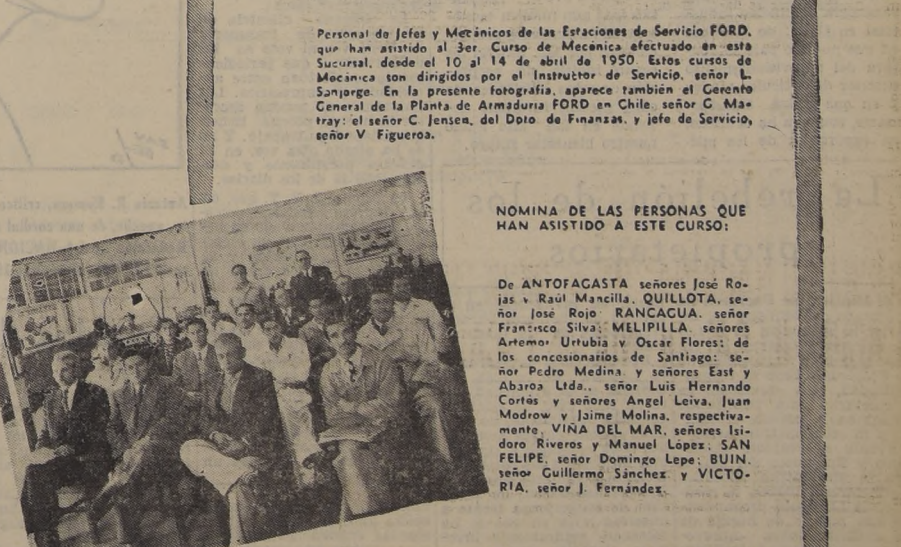 Personal de Jefes y Mecánicos de las Estaciones de Servicio FORD,
que han asistido al 3er. Curso de Mecánica efectuado en esta
Sucursal, desde el 10 al 14 de abril de 1950. Estos cursos de
Mecánica son dirigidos por el Instructor de Servicio, señor L.
Sanjorge. En la presente fotografía, aparece también el Gerente
General de la Planta de Armaduría FORD en Chile, señor G. Ma-
tray; el señor C. Jensen, del Dpto de Finanzas, y jefe de Servicio,
señor V Figueroa.
NOMINA DE LAS PERSONAS QUE
HAN ASISTIDO A ESTE CURSO:
De ANTOFAGASTA señores José Ro-
jas y Raúl Mancilla, QUILLOTA, se-
ñor José Rojo RANCAGUA, señor
Francisco Silva; MELIPILLA, señores
Artemor Urtubia y Oscar Flores; de
los concesionarios de Santiago: se-
ñor Pedro Medina y señores East y
Abaroa Ltda., señor Luis Hernando
Cortés y señores Angel Leiva, Juan
Modrow y Jaime Molina, respectiva-
mente, VIÑA DEL MAR, señores Isi-
doro Riveros y Manuel López; SAN
FELIPE, señor Domingo Lepe; BUIN,
señor Guillermo Sánchez y VICTO-
RIA, señor J. Fernández.